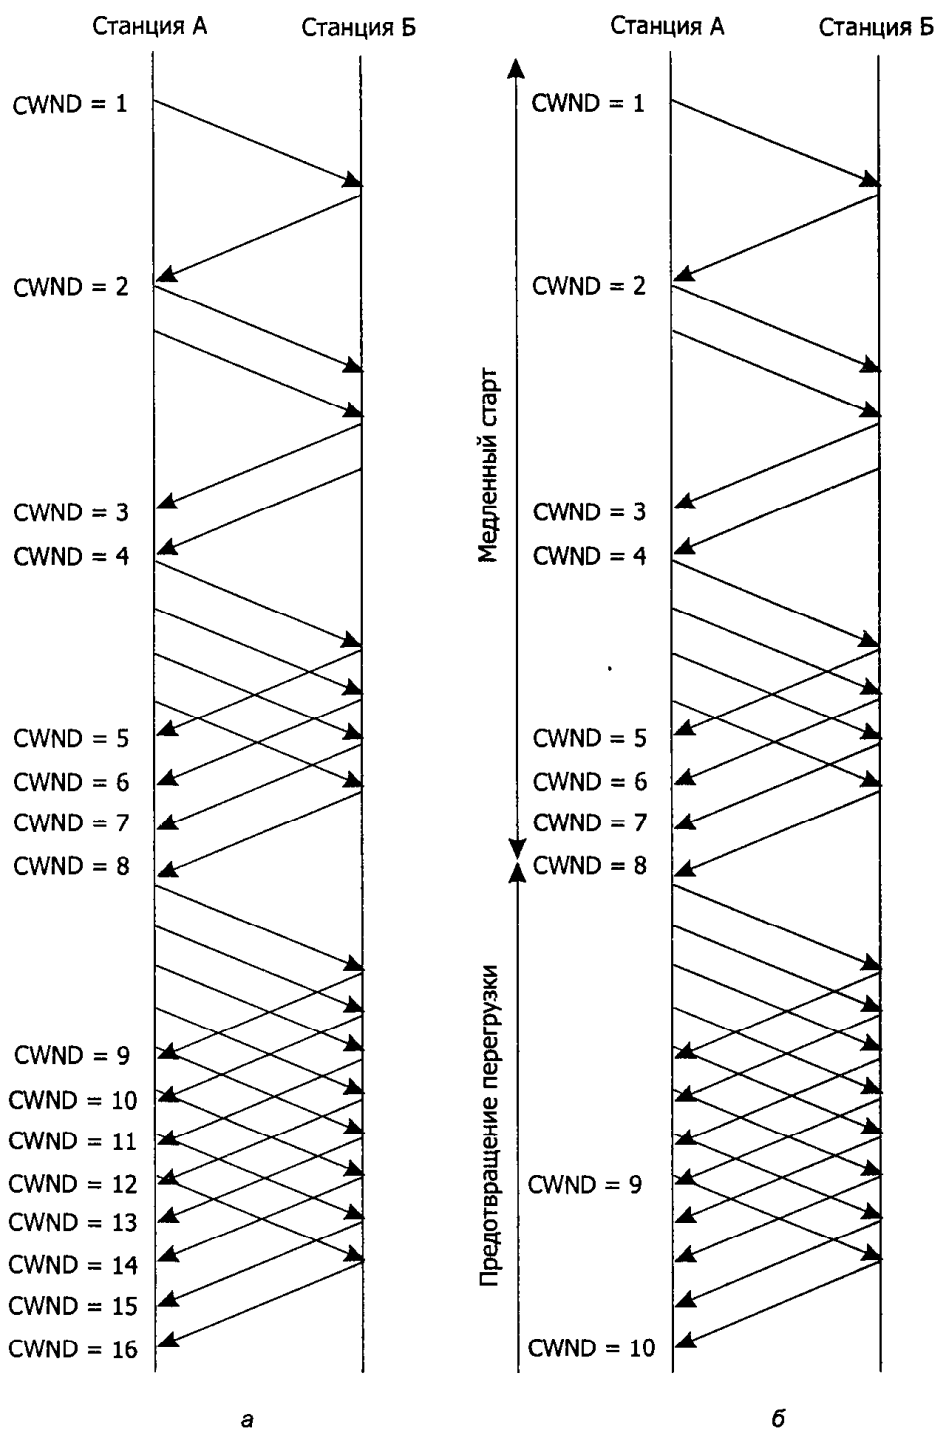 Станция А
Станция Б
CWND = 1
CWND = 2
CWND = 3
CWND = 4
CWND = 5
CWND = 6
CWND = 7
CWND = 8
CWND = 9
CWND = 10
CWND = 11
CWND = 12
CWND = 13
CWND = 14
CWND = 15
CWND = 16
а
Станция А
Станция Б
Медленный старт
Предотвращение перегрузки
CWND = 1
CWND = 2
CWND = 3
CWND = 4
CWND = 5
CWND = 6
CWND = 7
CWND = 8
CWND = 9
CWND = 10
б